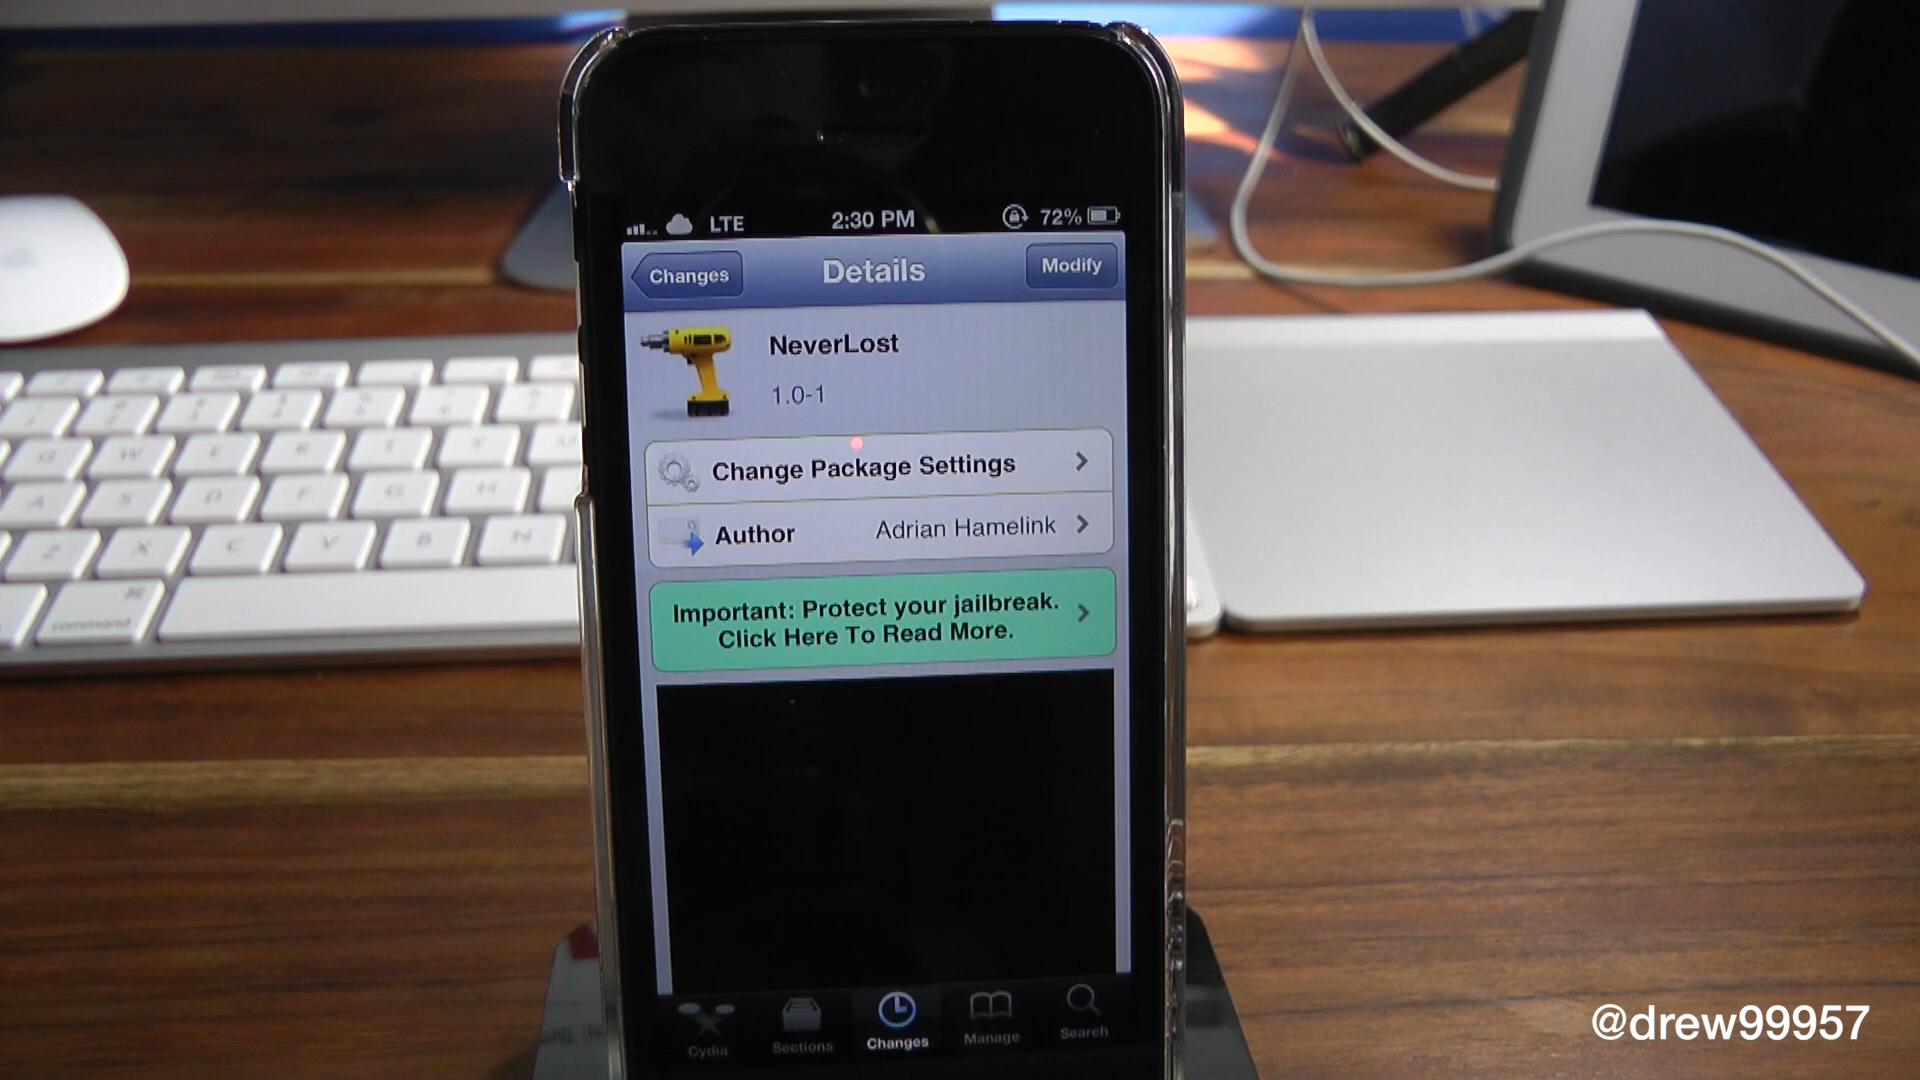 LTE 2:30 PM 72%
Changes Details Modify
NeverLost
1.0-1
Change Package Settings
Author Adrian Hamelink
Important: Protect your jailbreak.
Click Here To Read More.
Cydia Sections Changes Manage Search
W E R T Y
A S D F G H
Z X C V B N
command
@drew99957